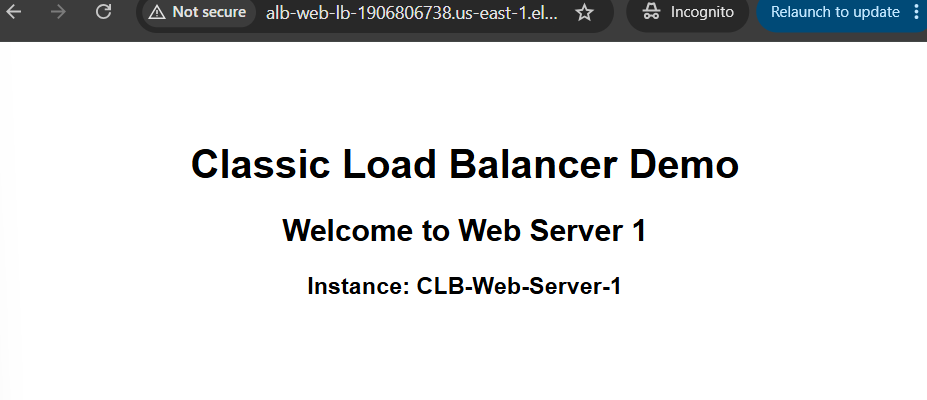 Not secure alb-web-lb-1906806738.us-east-1.el... Incognito Relaunch to update
Classic Load Balancer Demo
Welcome to Web Server 1
Instance: CLB-Web-Server-1